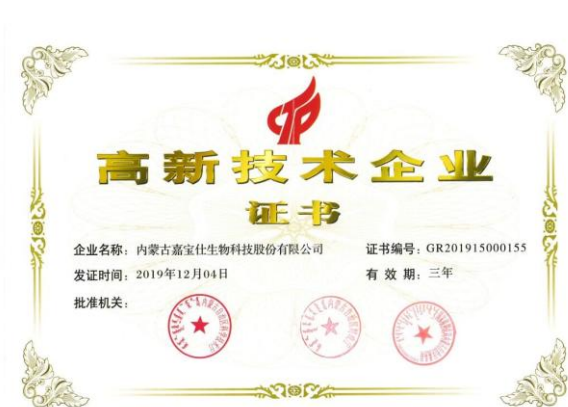 高新技术企业
证书
企业名称：内蒙古嘉宝仕生物科技股份有限公司 证书编号：GR201915000155
发证时间：2019年12月04日 有 效 期：三年
批准机关：